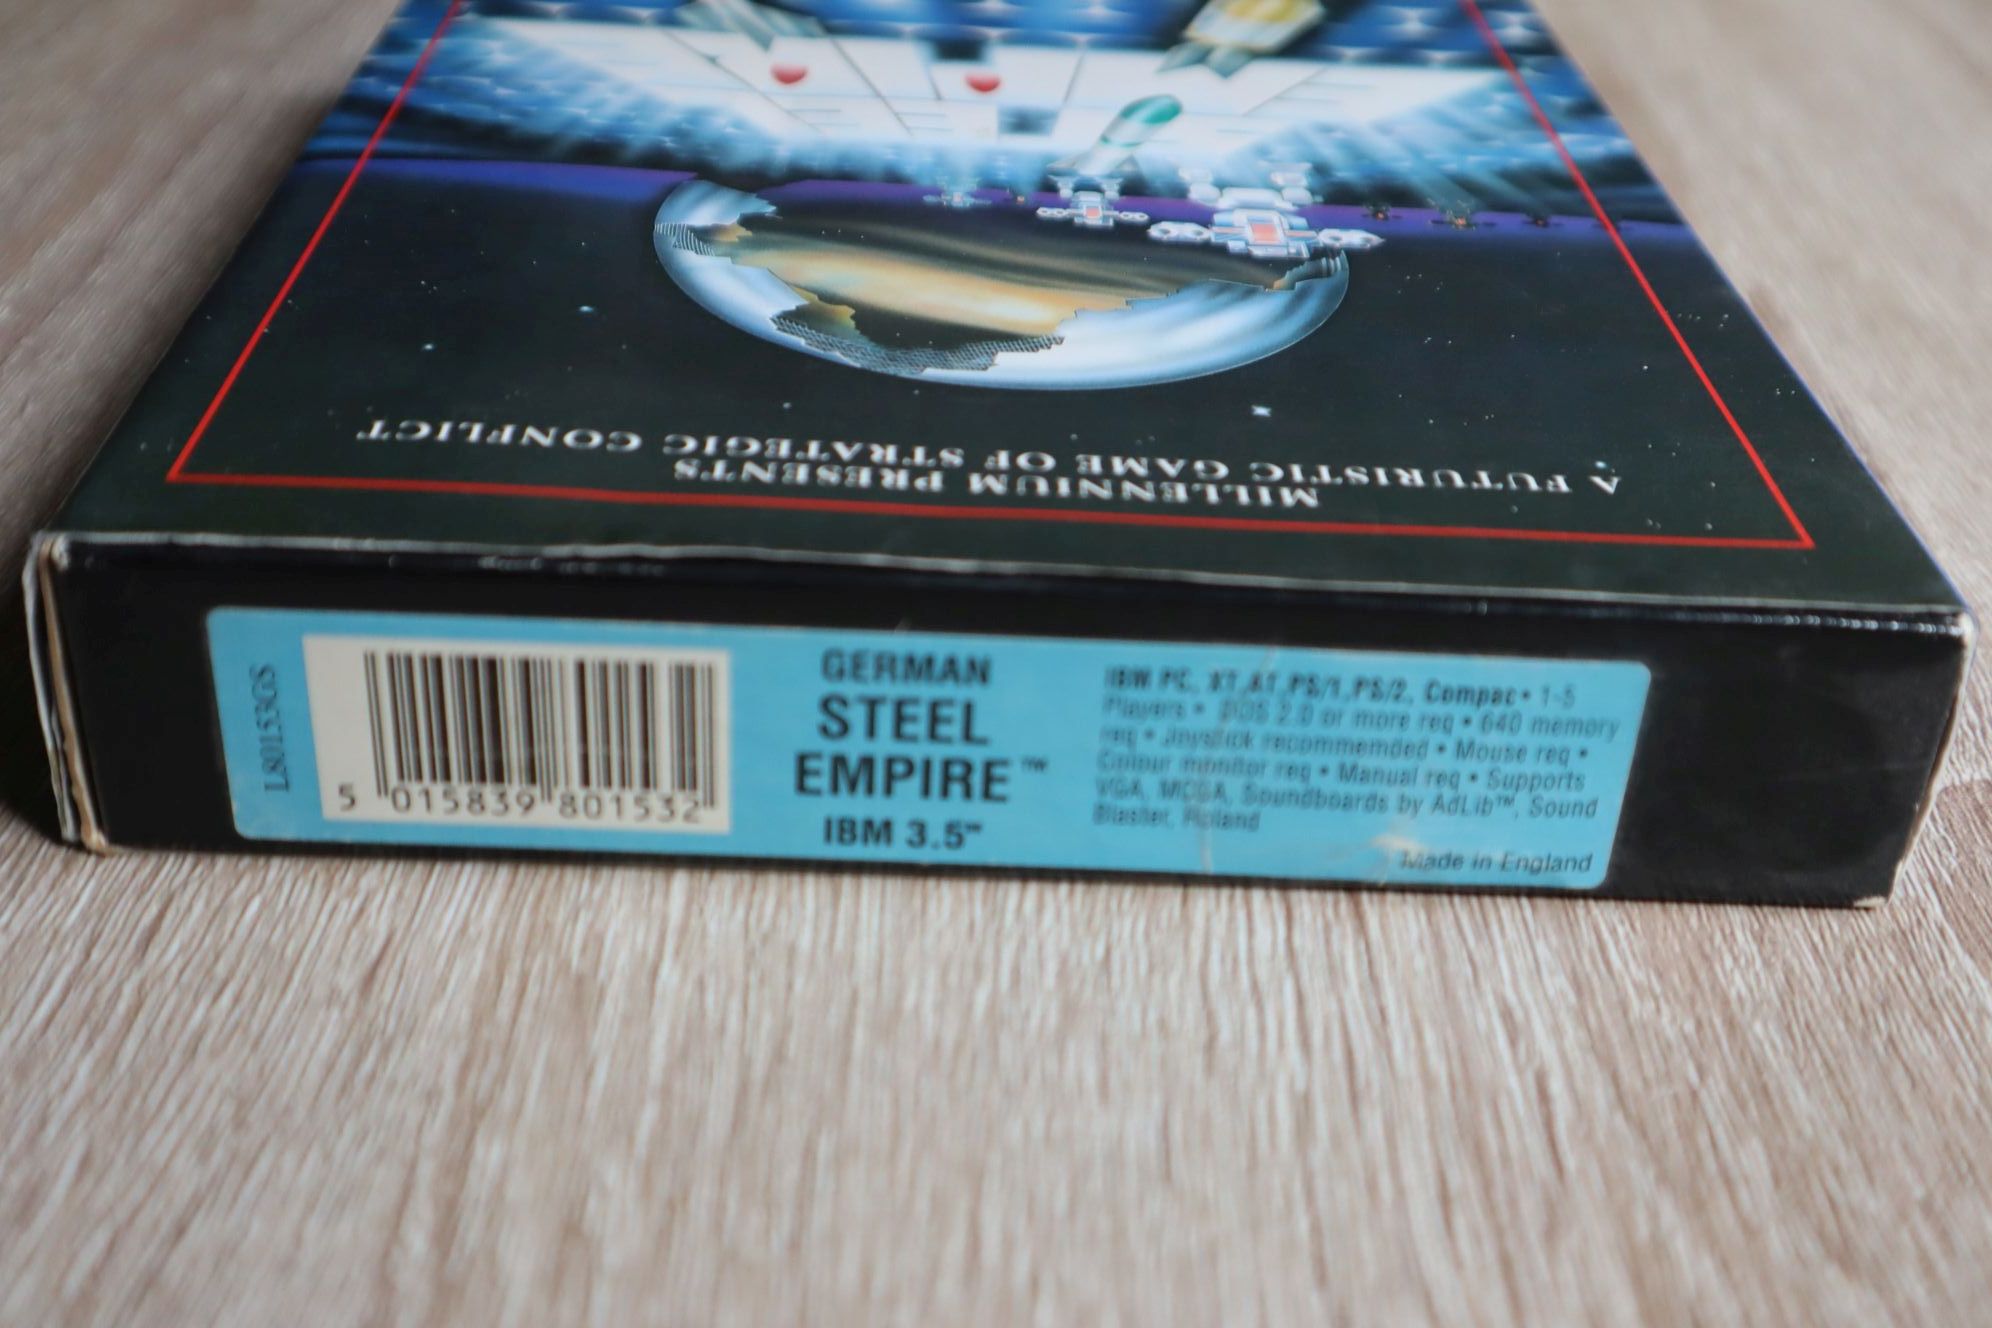 MILLENNIUM PRESENTS
A FUTURISTIC GAME OF STRATEGIC CONFLICT
L80153GS
5 015839 801532
GERMAN
STEEL
EMPIRE™
IBM 3.5"
IBM PC, XT,AT,PS/1,PS/2, Compac • 1-5
Players • DOS 2.0 or more req • 640 memory
req • Joystick recommemded • Mouse req •
Colour monitor req • Manual req • Supports
VGA, MCGA, Soundboards by AdLib™, Sound
Blaster, Roland
Made in England